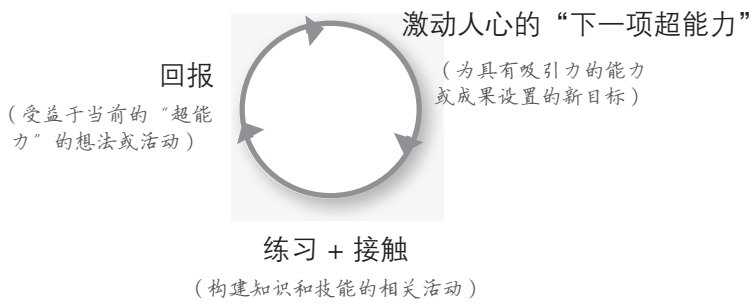 激动人心的“下一项超能力”
（为具有吸引力的能力
或成果设置的新目标）
回报
（受益于当前的“超能
力”的想法或活动）
练习 + 接触
（构建知识和技能的相关活动）